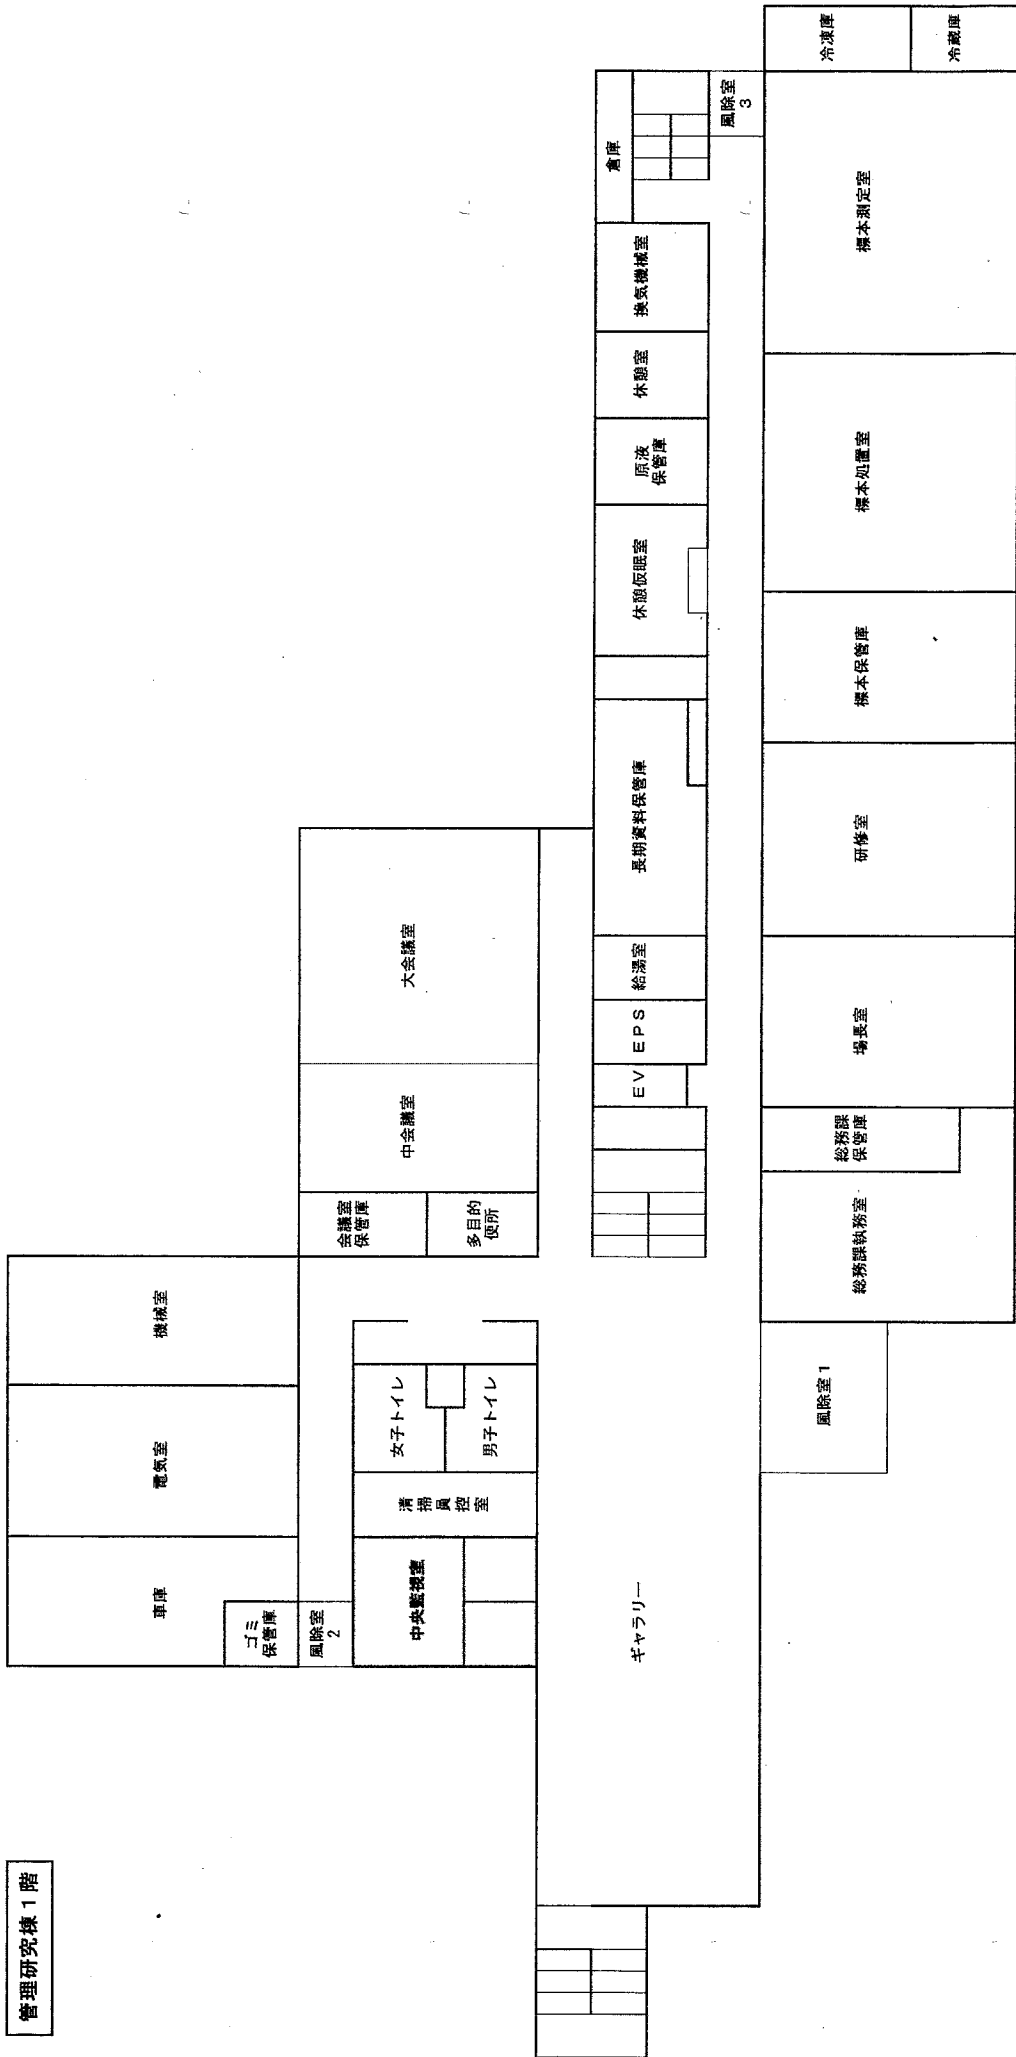 管理研究棟1階
車庫
電気室
機械室
ゴミ
保管庫
風除室
2
会議室
保管庫
中会議室
大会議室
中央監視室
清掃員控室
女子トイレ
男子トイレ
多目的
便所
ギャラリー
EV
EPS
給湯室
長期資料保管庫
休憩仮眠室
原液
保管庫
休憩室
換気機械室
倉庫
風除室
3
風除室1
総務課執務室
総務課
保管庫
場長室
研修室
標本保管庫
標本処置室
標本測定室
冷凍庫
冷蔵庫